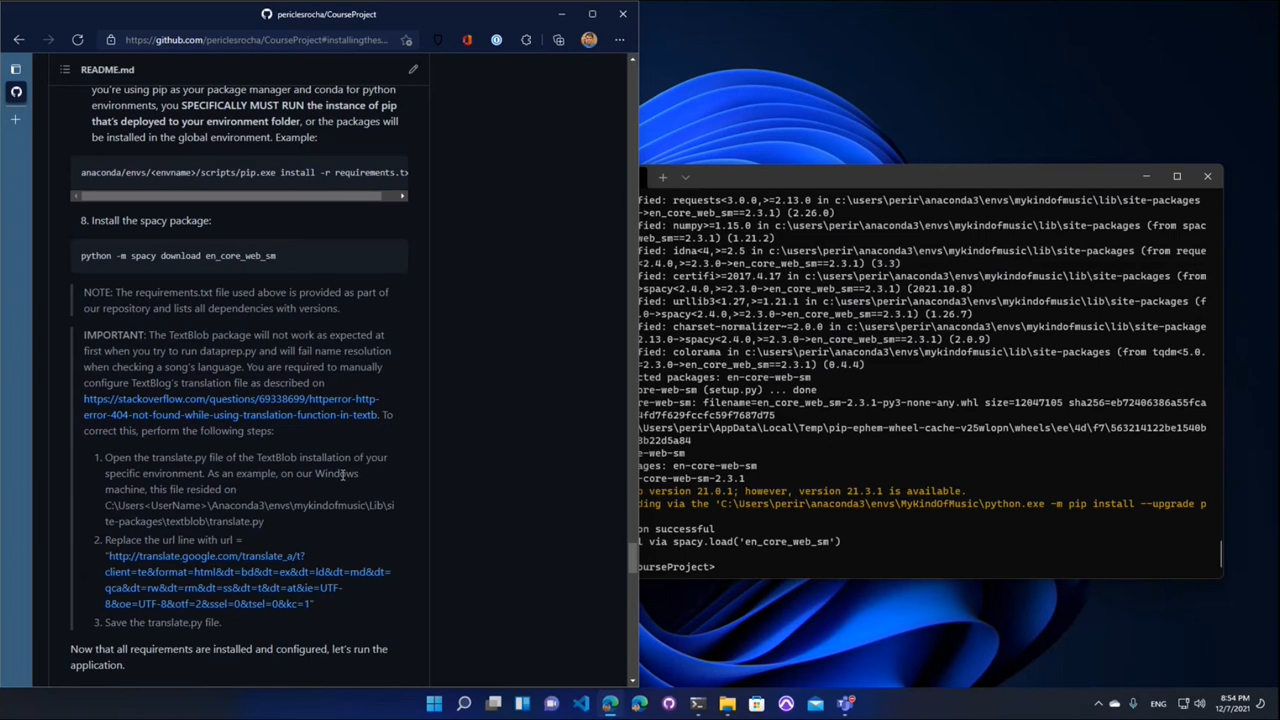 periclesrocha/CourseProject
https://github.com/periclesrocha/CourseProject#installingthes...
README.md
you're using pip as your package manager and conda for python
environments, you SPECIFICALLY MUST RUN the instance of pip
that's deployed to your environment folder, or the packages will
be installed in the global environment. Example:
anaconda/envs/<envname>/scripts/pip.exe install -r requirements.tx
8. Install the spacy package:
python -m spacy download en_core_web_sm
NOTE: The requirements.txt file used above is provided as part of
our repository and lists all dependencies with versions.
IMPORTANT: The TextBlob package will not work as expected at
first when you try to run dataprep.py and will fail name resolution
when checking a song's language. You are required to manually
configure TextBlog's translation file as described on
https://stackoverflow.com/questions/69338699/httperror-http-
error-404-not-found-while-using-translation-function-in-textb. To
correct this, perform the following steps:
1. Open the translate.py file of the TextBlob installation of your
specific environment. As an example, on our Windows
machine, this file resided on
C:\Users<UserName>\Anaconda3\envs\mykindofmusic\Lib\si
te-packages\textblob\translate.py
2. Replace the url line with url =
"http://translate.google.com/translate_a/t?
client=te&format=html&dt=bd&dt=ex&dt=ld&dt=md&dt=
qca&dt=rw&dt=rm&dt=ss&dt=t&dt=at&ie=UTF-
8&oe=UTF-8&otf=2&ssel=0&tsel=0&kc=1"
3. Save the translate.py file.
Now that all requirements are installed and configured, let's run the
application.
fied: requests<3.0.0,>=2.13.0 in c:\users\perir\anaconda3\envs\mykindofmusic\lib\site-packages
>en_core_web_sm==2.3.1) (2.26.0)
fied: numpy>=1.15.0 in c:\users\perir\anaconda3\envs\mykindofmusic\lib\site-packages (from spac
web_sm==2.3.1) (1.21.2)
fied: idna<4,>=2.5 in c:\users\perir\anaconda3\envs\mykindofmusic\lib\site-packages (from reque
<2.4.0,>=2.3.0->en_core_web_sm==2.3.1) (3.3)
fied: certifi>=2017.4.17 in c:\users\perir\anaconda3\envs\mykindofmusic\lib\site-packages (from
>spacy<2.4.0,>=2.3.0->en_core_web_sm==2.3.1) (2021.10.8)
fied: urllib3<1.27,>=1.21.1 in c:\users\perir\anaconda3\envs\mykindofmusic\lib\site-packages (f
cy<2.4.0,>=2.3.0->en_core_web_sm==2.3.1) (1.26.7)
fied: charset-normalizer~=2.0.0 in c:\users\perir\anaconda3\envs\mykindofmusic\lib\site-package
2.13.0->spacy<2.4.0,>=2.3.0->en_core_web_sm==2.3.1) (2.0.9)
fied: colorama in c:\users\perir\anaconda3\envs\mykindofmusic\lib\site-packages (from tqdm<5.0.
.3.0->en_core_web_sm==2.3.1) (0.4.4)
cted packages: en-core-web-sm
ore-web-sm (setup.py) ... done
re-web-sm: filename=en_core_web_sm-2.3.1-py3-none-any.whl size=12047105 sha256=eb72406386a55fca
4fd7f629fccfc59f7687d75
\Users\perir\AppData\Local\Temp\pip-ephem-wheel-cache-v25wlopn\wheels\ee\4d\f7\563214122be1540b
8b22d5a84
e-web-sm
ages: en-core-web-sm
-core-web-sm-2.3.1
p version 21.0.1; however, version 21.3.1 is available.
ding via the 'C:\Users\perir\Anaconda3\envs\MyKindOfMusic\python.exe -m pip install --upgrade p
on successful
l via spacy.load('en_core_web_sm')
ourseProject>
ENG
8:54 PM
12/7/2021